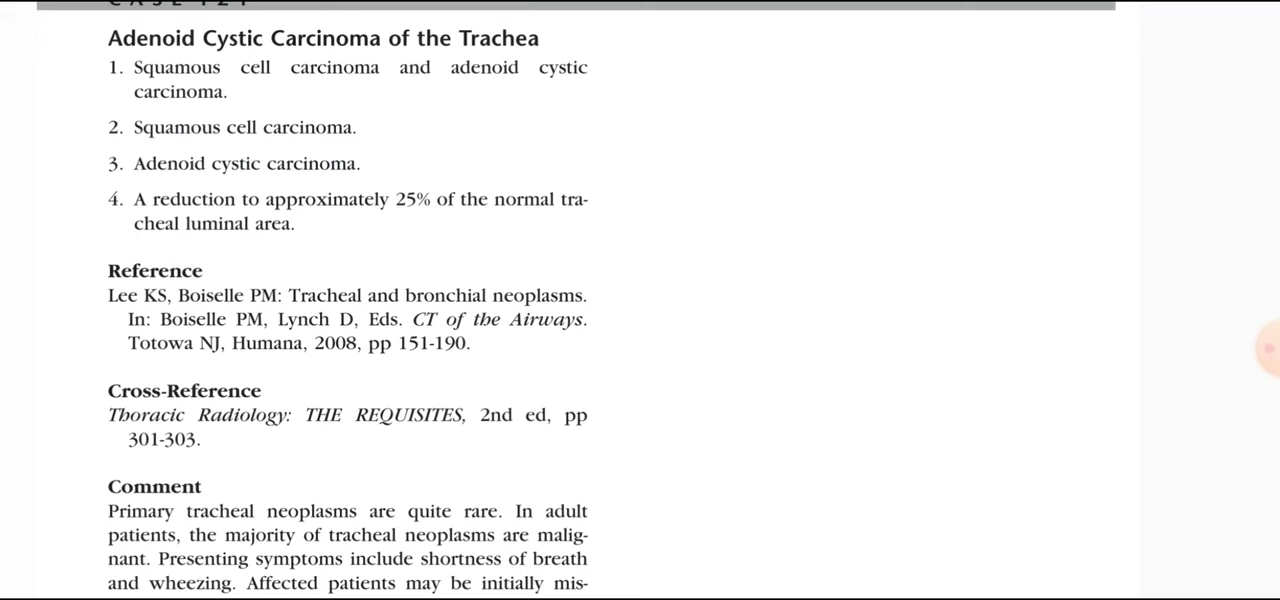 Adenoid Cystic Carcinoma of the Trachea
1. Squamous cell carcinoma and adenoid cystic
carcinoma.
2. Squamous cell carcinoma.
3. Adenoid cystic carcinoma.
4. A reduction to approximately 25% of the normal tra-
cheal luminal area.
Reference
Lee KS, Boiselle PM: Tracheal and bronchial neoplasms.
In: Boiselle PM, Lynch D, Eds. CT of the Airways.
Totowa NJ, Humana, 2008, pp 151-190.
Cross-Reference
Thoracic Radiology: THE REQUISITES, 2nd ed, pp
301-303.
Comment
Primary tracheal neoplasms are quite rare. In adult
patients, the majority of tracheal neoplasms are malig-
nant. Presenting symptoms include shortness of breath
and wheezing. Affected patients may be initially mis-